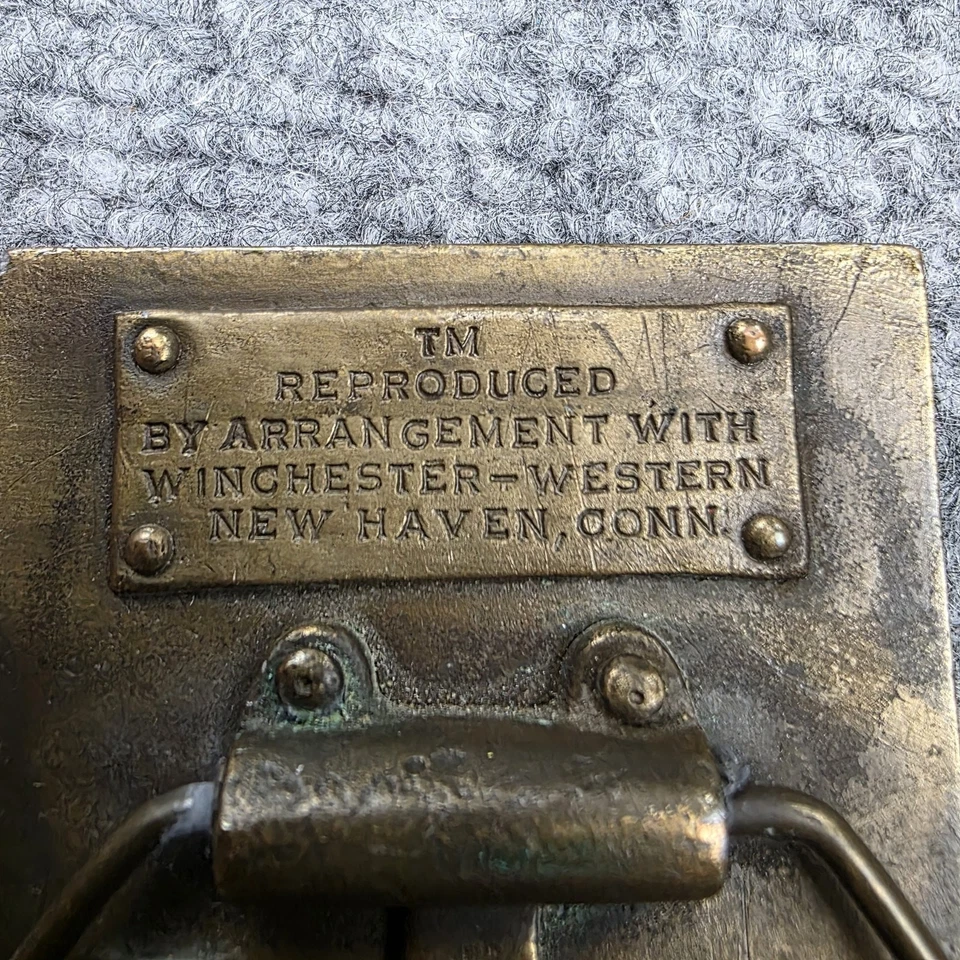 TM
REPRODUCED
BY ARRANGEMENT WITH
WINCHESTER-WESTERN
NEW HAVEN, CONN.